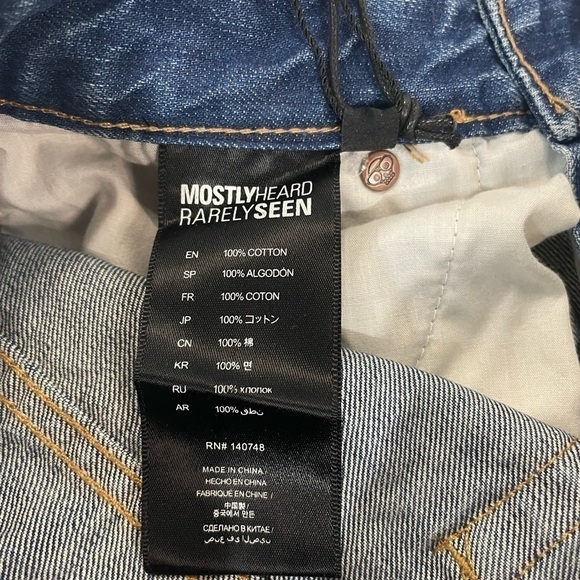 MOSTLYHEARD
RARELYSEEN
EN 100% COTTON
SP 100% ALGODÓN
FR 100% COTON
JP 100% コットン
CN 100% 棉
KR 100% 면
RU 100% хлопок
AR 100% قطن
RN# 140748
MADE IN CHINA /
HECHO EN CHINA /
FABRIQUÉ EN CHINE /
中国製 /
중국에서 만든
СДЕЛАНО В КИТАЕ /
صنع في الصين